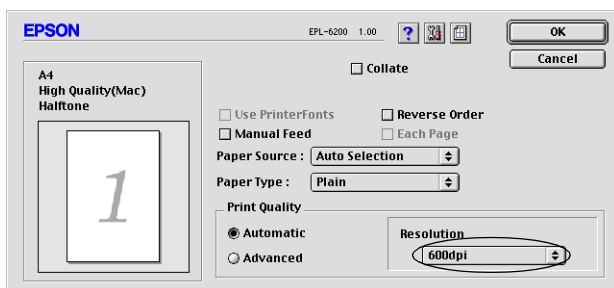 EPSON
EPL-6200 1.00
?
OK
Cancel
A4
High Quality(Mac)
Halftone
1
Collate
Use PrinterFonts
Reverse Order
Manual Feed
Each Page
Paper Source : Auto Selection
Paper Type : Plain
Print Quality
Automatic
Advanced
Resolution
600dpi